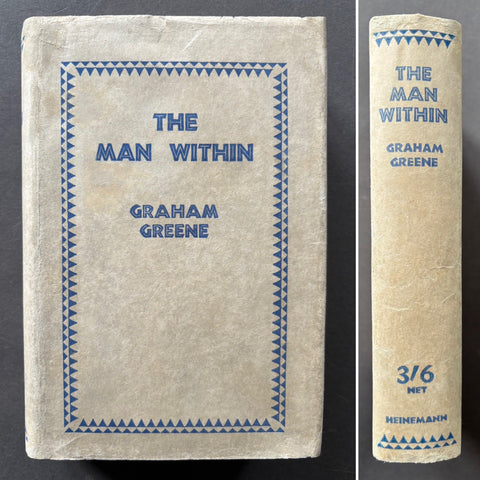 THE
MAN WITHIN
GRAHAM
GREENE
THE
MAN
WITHIN
GRAHAM
GREENE
3/6
NET
HEINEMANN